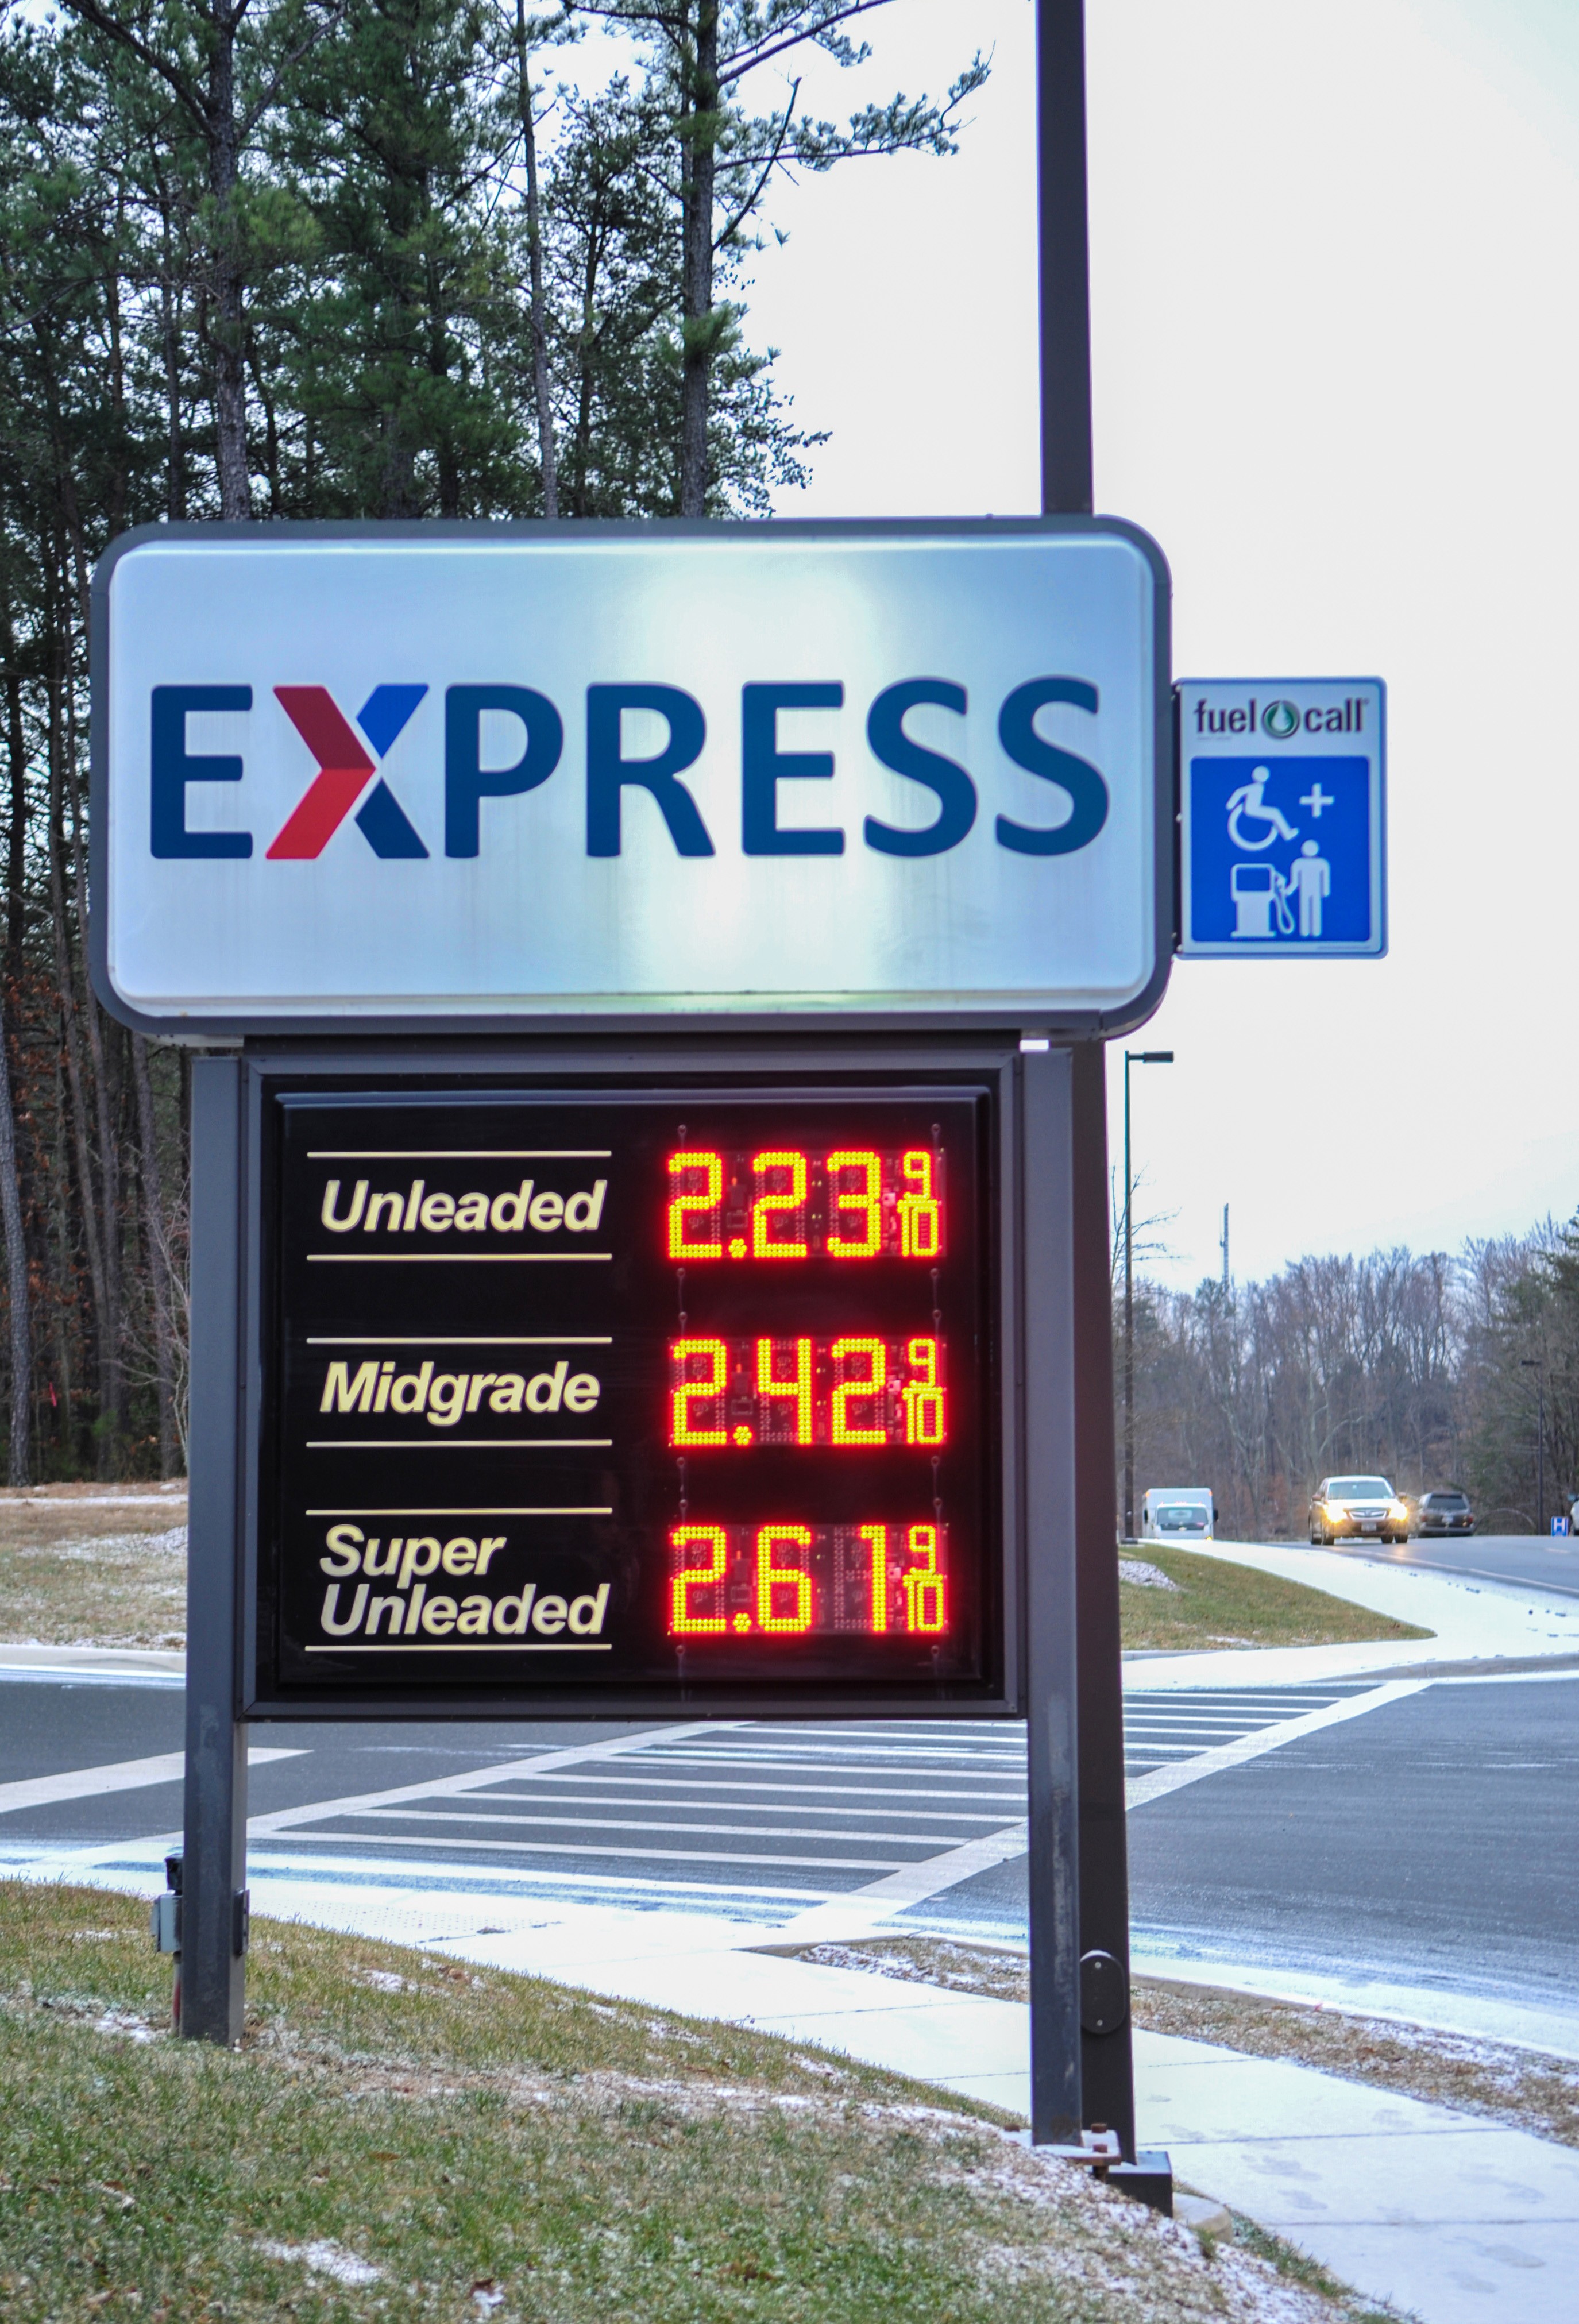 EXPRESS
fuel call
Unleaded 2.23 9/10
Midgrade 2.42 9/10
Super
Unleaded 2.61 9/10
H